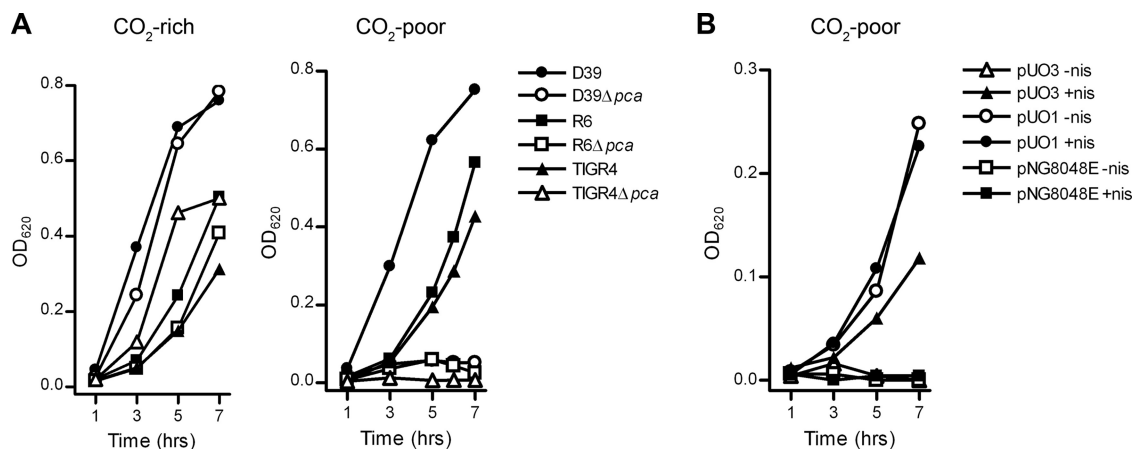 A
CO2-rich
CO2-poor
B
CO2-poor
OD620
0.8
0.6
0.4
0.2
0.0
1 3 5 7
Time (hrs)
OD620
0.8
0.6
0.4
0.2
0.0
1 3 5 7
Time (hrs)
D39
D39Δpca
R6
R6Δpca
TIGR4
TIGR4Δpca
OD620
0.3
0.2
0.1
0.0
1 3 5 7
Time (hrs)
pUO3 -nis
pUO3 +nis
pUO1 -nis
pUO1 +nis
pNG8048E -nis
pNG8048E +nis